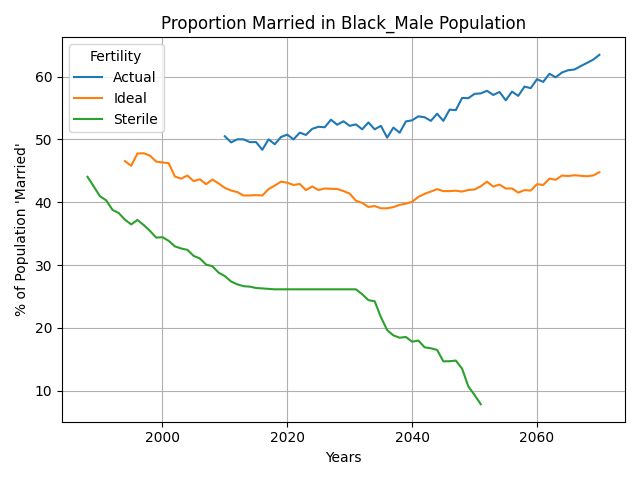 Proportion Married in Black_Male Population
% of Population 'Married'
Fertility
Actual
Ideal
Sterile
60
50
40
30
20
10
2000 2020 2040 2060
Years